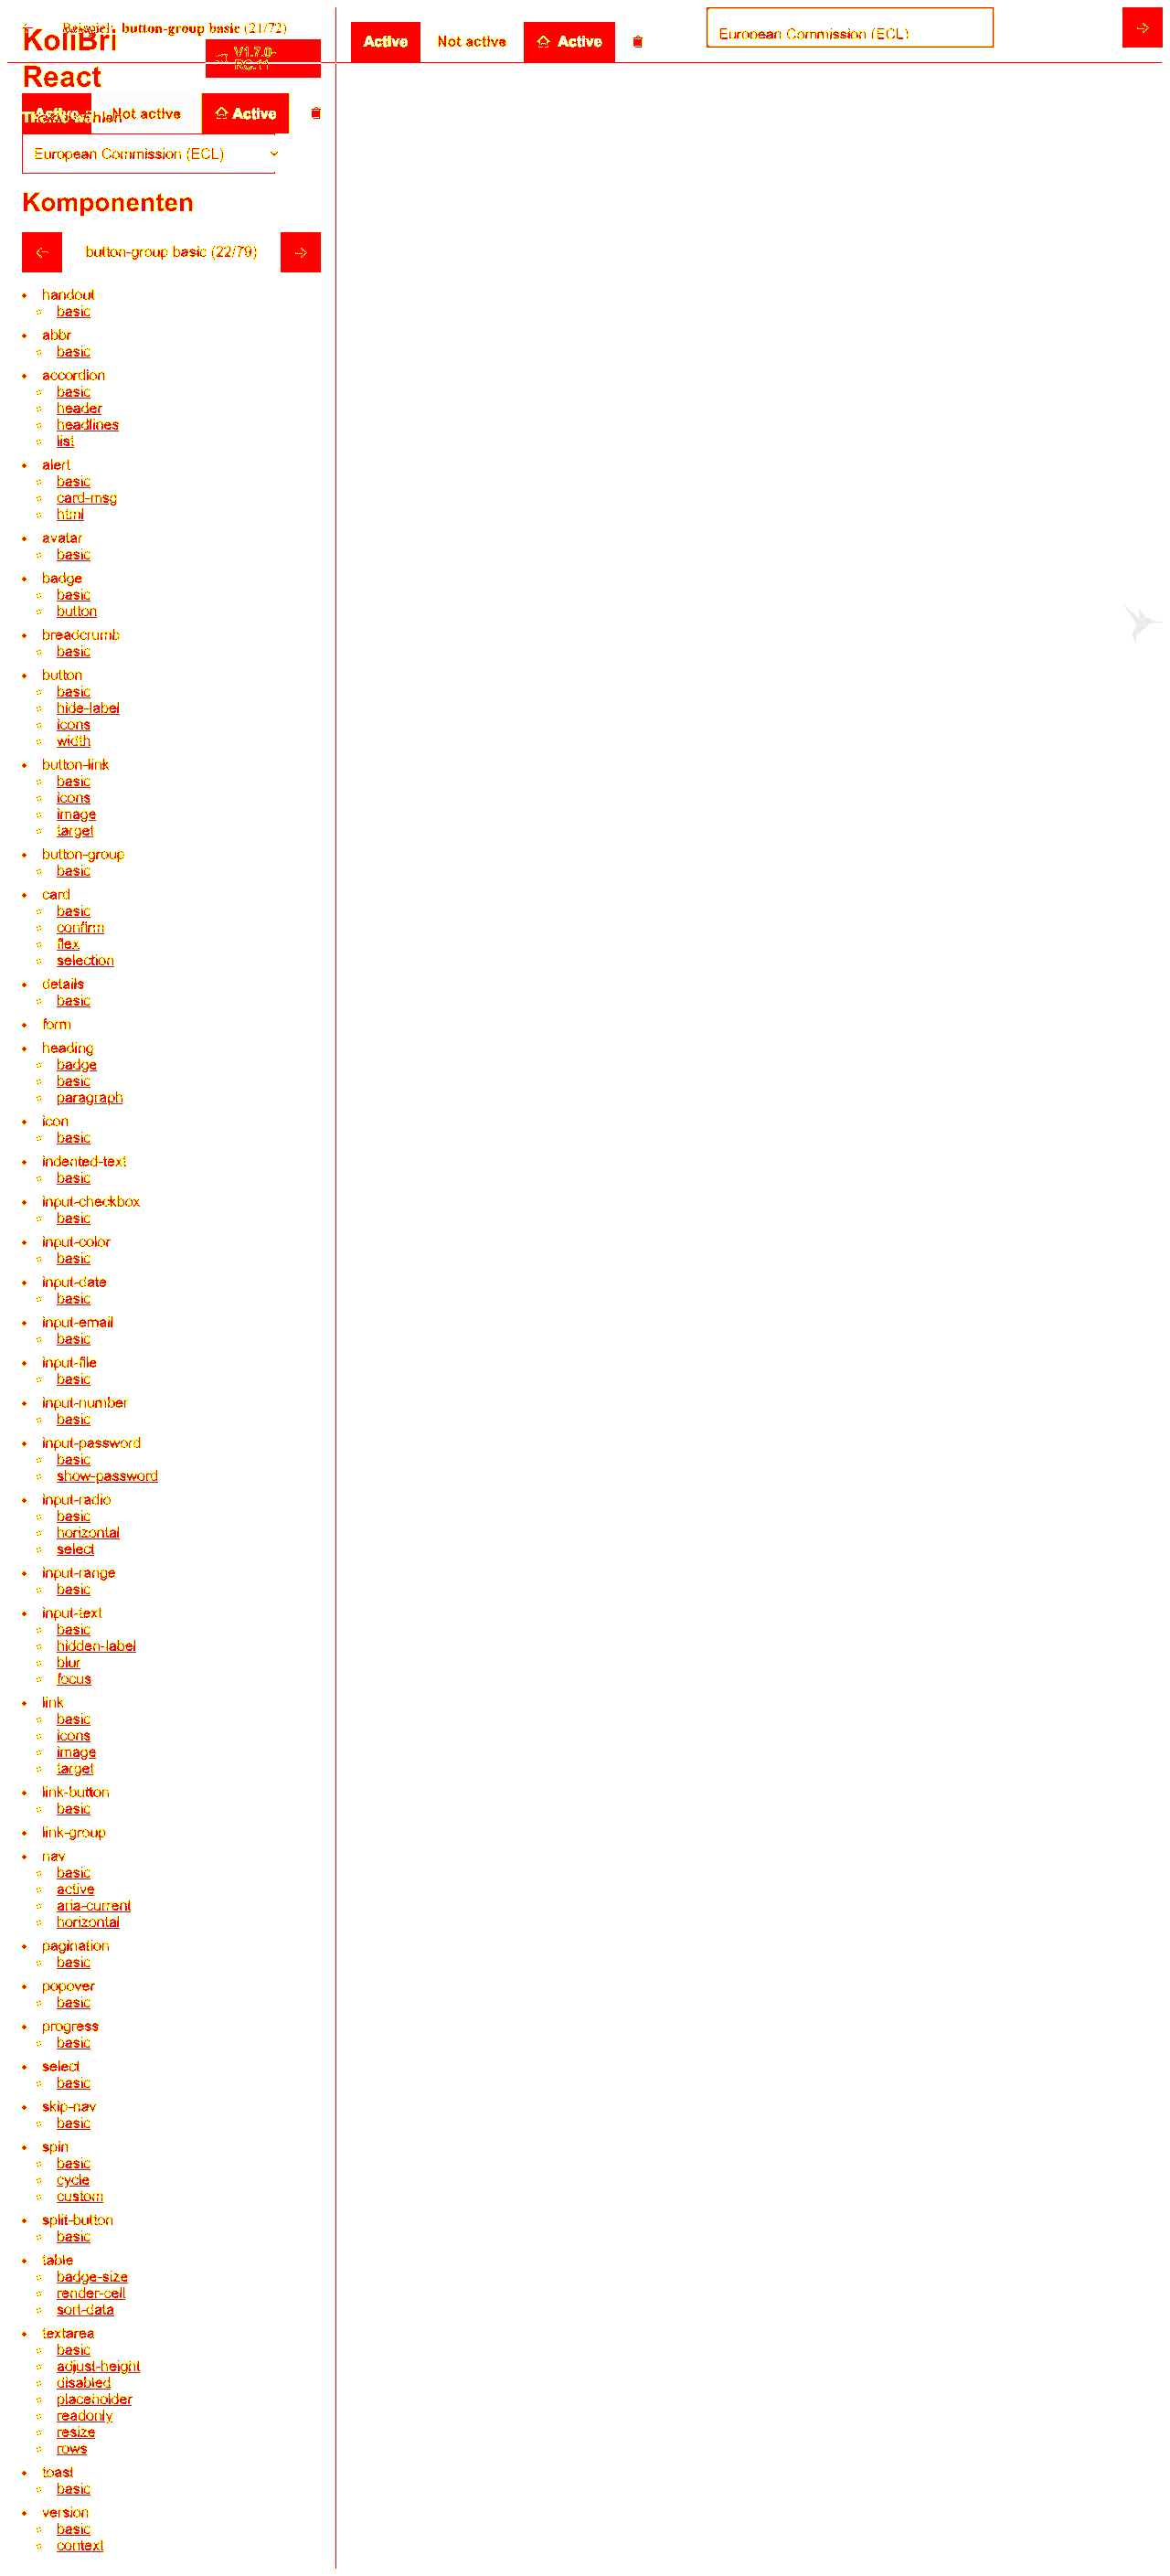 Beispiel: button-group basic (21/72)
KoliBri
V1.7.0-
RC.11
React
Active Not active Active
Theme wählen
European Commission (ECL)
Komponenten
button-group basic (22/79)
handout
basic
abbr
basic
accordion
basic
header
headlines
list
alert
basic
card-msg
html
avatar
basic
badge
basic
button
breadcrumb
basic
button
basic
hide-label
icons
width
button-link
basic
icons
image
target
button-group
basic
card
basic
confirm
flex
selection
details
basic
form
heading
badge
basic
paragraph
icon
basic
indented-text
basic
input-checkbox
basic
input-color
basic
input-date
basic
input-email
basic
input-file
basic
input-number
basic
input-password
basic
show-password
input-radio
basic
horizontal
select
input-range
basic
input-text
basic
hidden-label
blur
focus
link
basic
icons
image
target
link-button
basic
link-group
nav
basic
active
aria-current
horizontal
pagination
basic
popover
basic
progress
basic
select
basic
skip-nav
basic
spin
basic
cycle
custom
split-button
basic
table
badge-size
render-cell
sort-data
textarea
basic
adjust-height
disabled
placeholder
readonly
resize
rows
toast
basic
version
basic
context
Active Not active Active
European Commission (ECL)